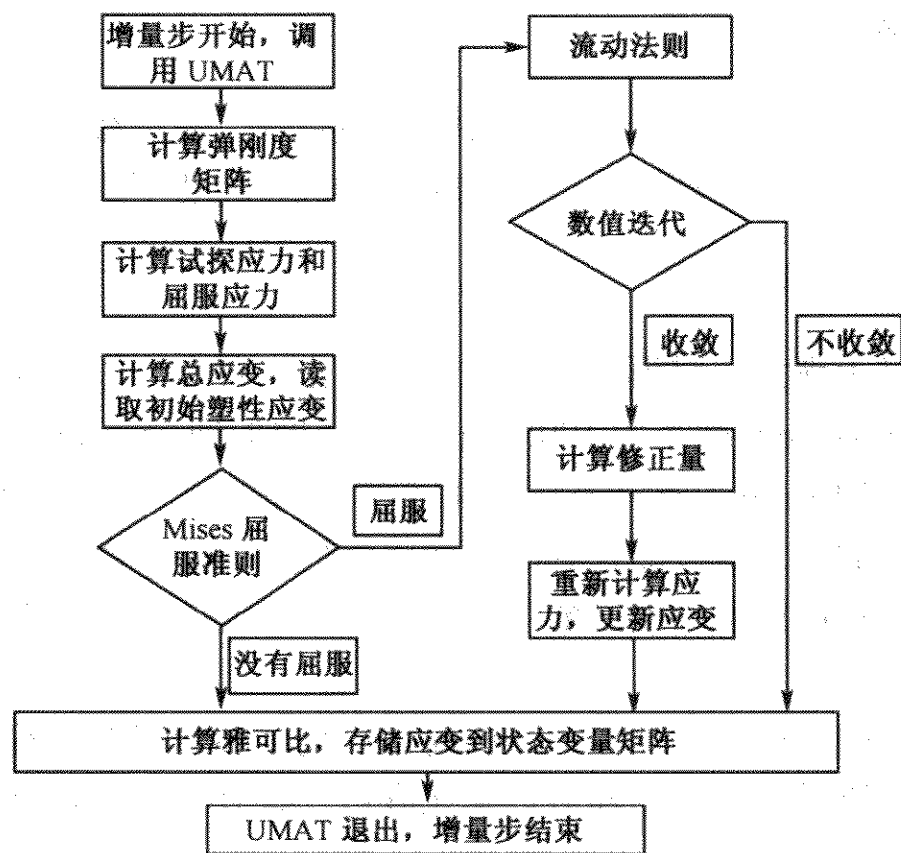 增量步开始，调
用 UMAT
计算弹刚度
矩阵
计算试探应力和
屈服应力
计算总应变，读
取初始塑性应变
Mises 屈
服准则
屈服
没有屈服
流动法则
数值迭代
收敛
不收敛
计算修正量
重新计算应
力，更新应变
计算雅可比，存储应变到状态变量矩阵
UMAT 退出，增量步结束